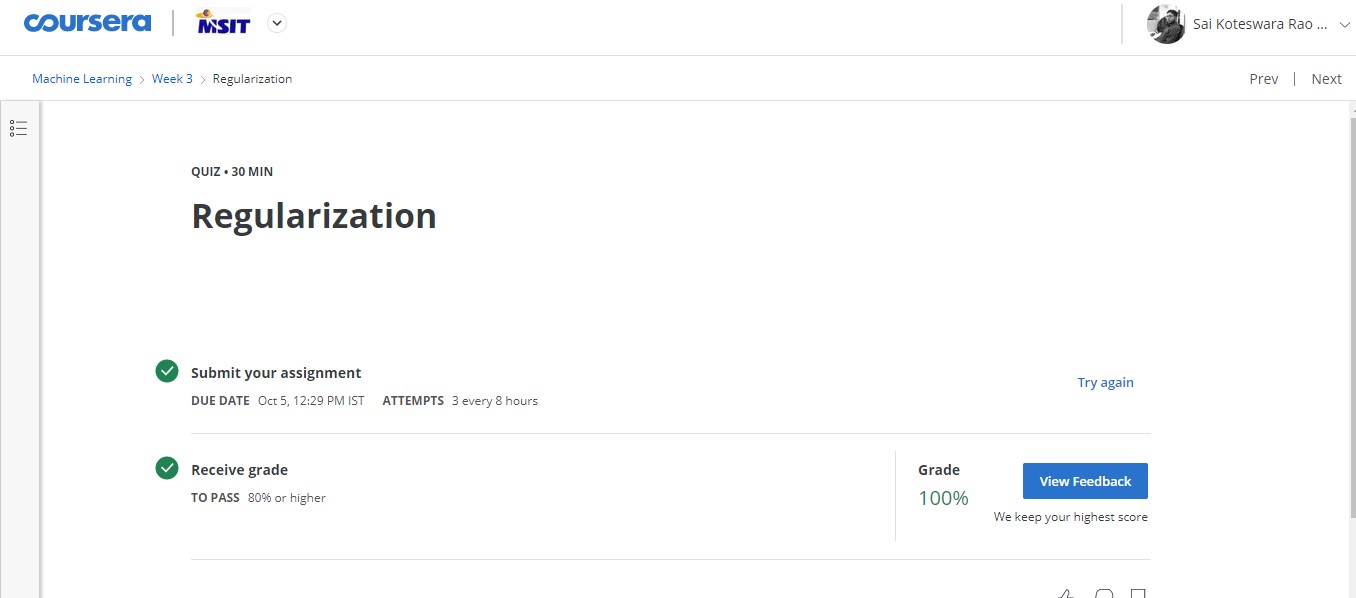 coursera
MSIT
Sai Koteswara Rao ...
Machine Learning > Week 3 > Regularization
Prev | Next
QUIZ • 30 MIN
Regularization
Submit your assignment
DUE DATE Oct 5, 12:29 PM IST ATTEMPTS 3 every 8 hours
Try again
Receive grade
TO PASS 80% or higher
Grade
100%
View Feedback
We keep your highest score